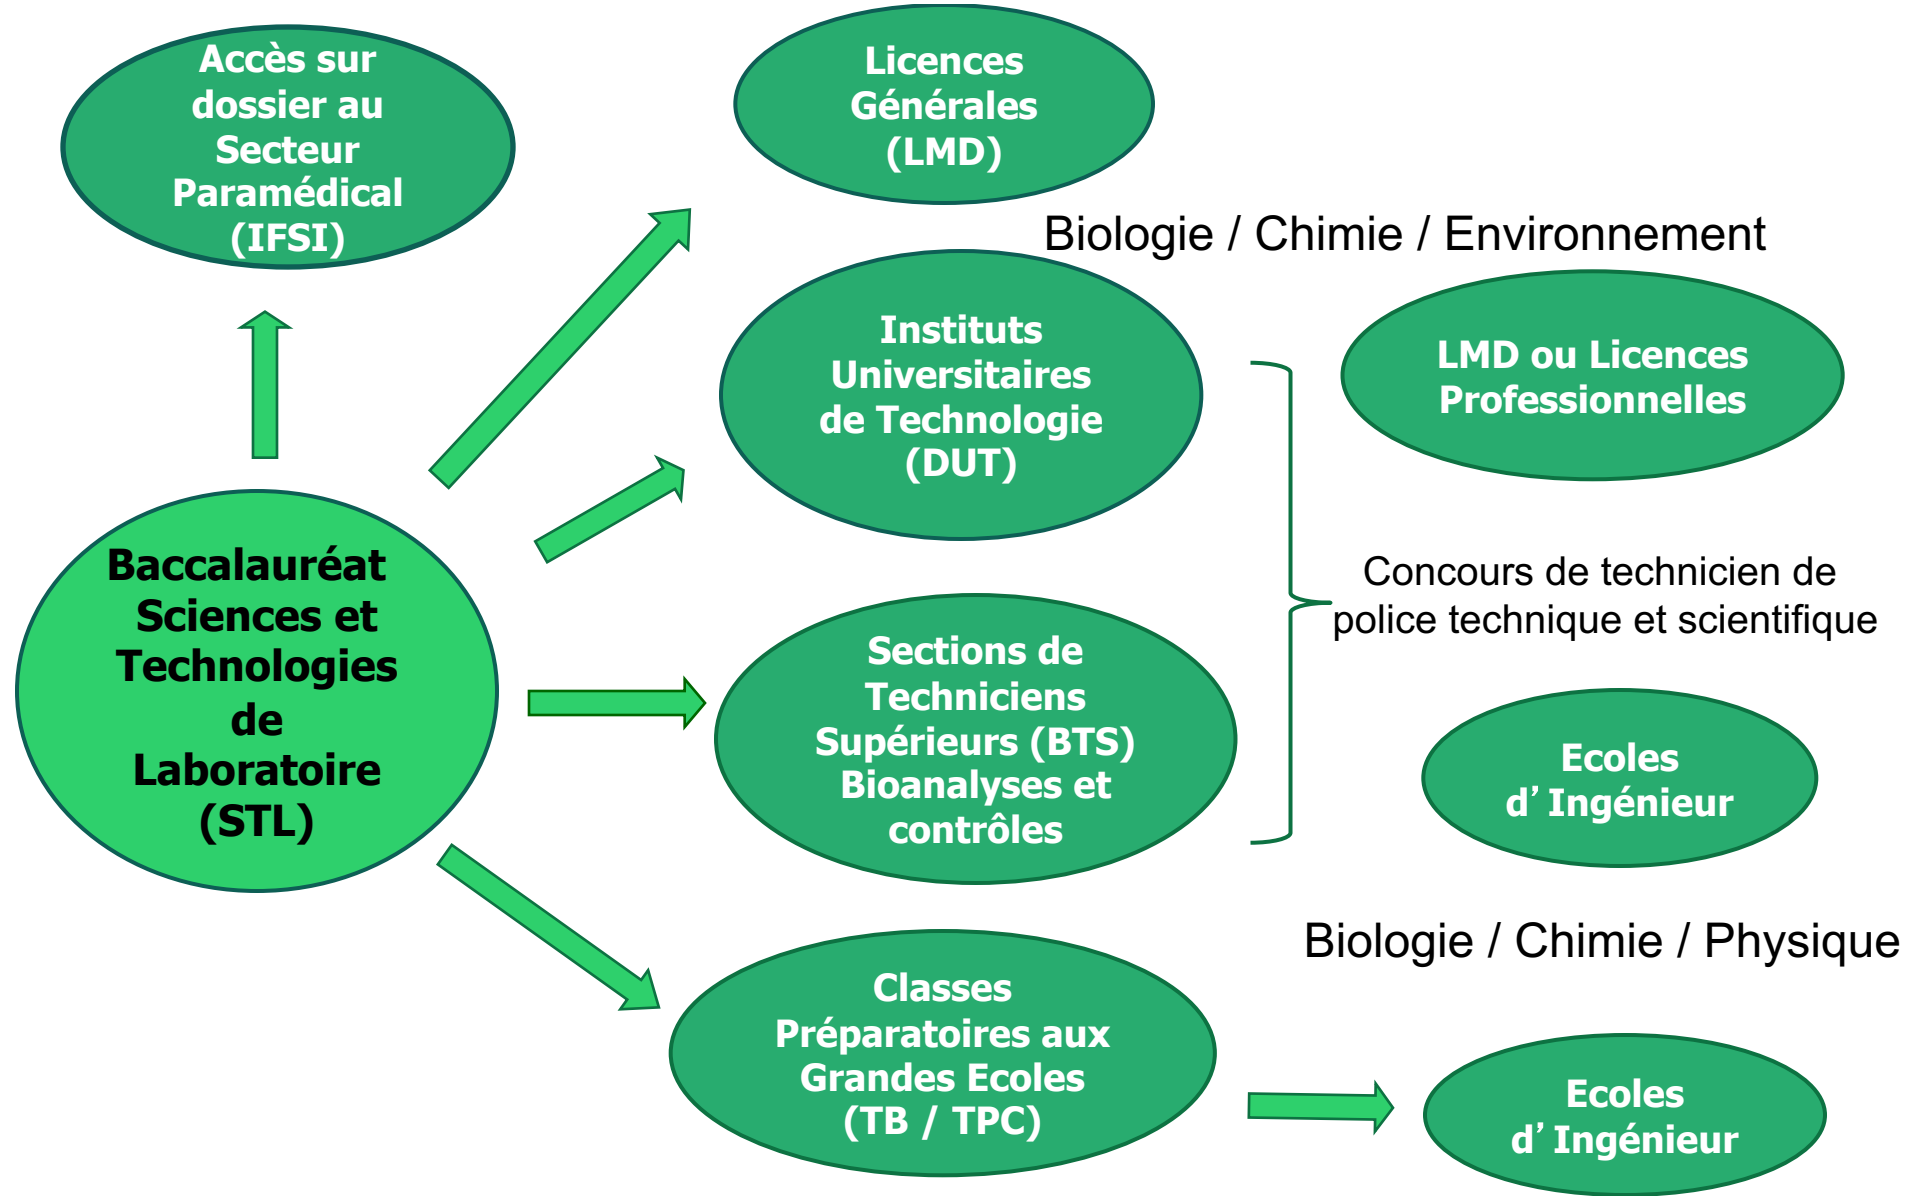 Accès sur
dossier au
Secteur
Paramédical
(IFSI)
Licences
Générales
(LMD)
Biologie / Chimie / Environnement
Instituts
Universitaires
de Technologie
(DUT)
LMD ou Licences
Professionnelles
Baccalauréat
Sciences et
Technologies
de
Laboratoire
(STL)
Concours de technicien de
police technique et scientifique
Sections de
Techniciens
Supérieurs (BTS)
Bioanalyses et
contrôles
Ecoles
d’Ingénieur
Biologie / Chimie / Physique
Classes
Préparatoires aux
Grandes Ecoles
(TB / TPC)
Ecoles
d’Ingénieur